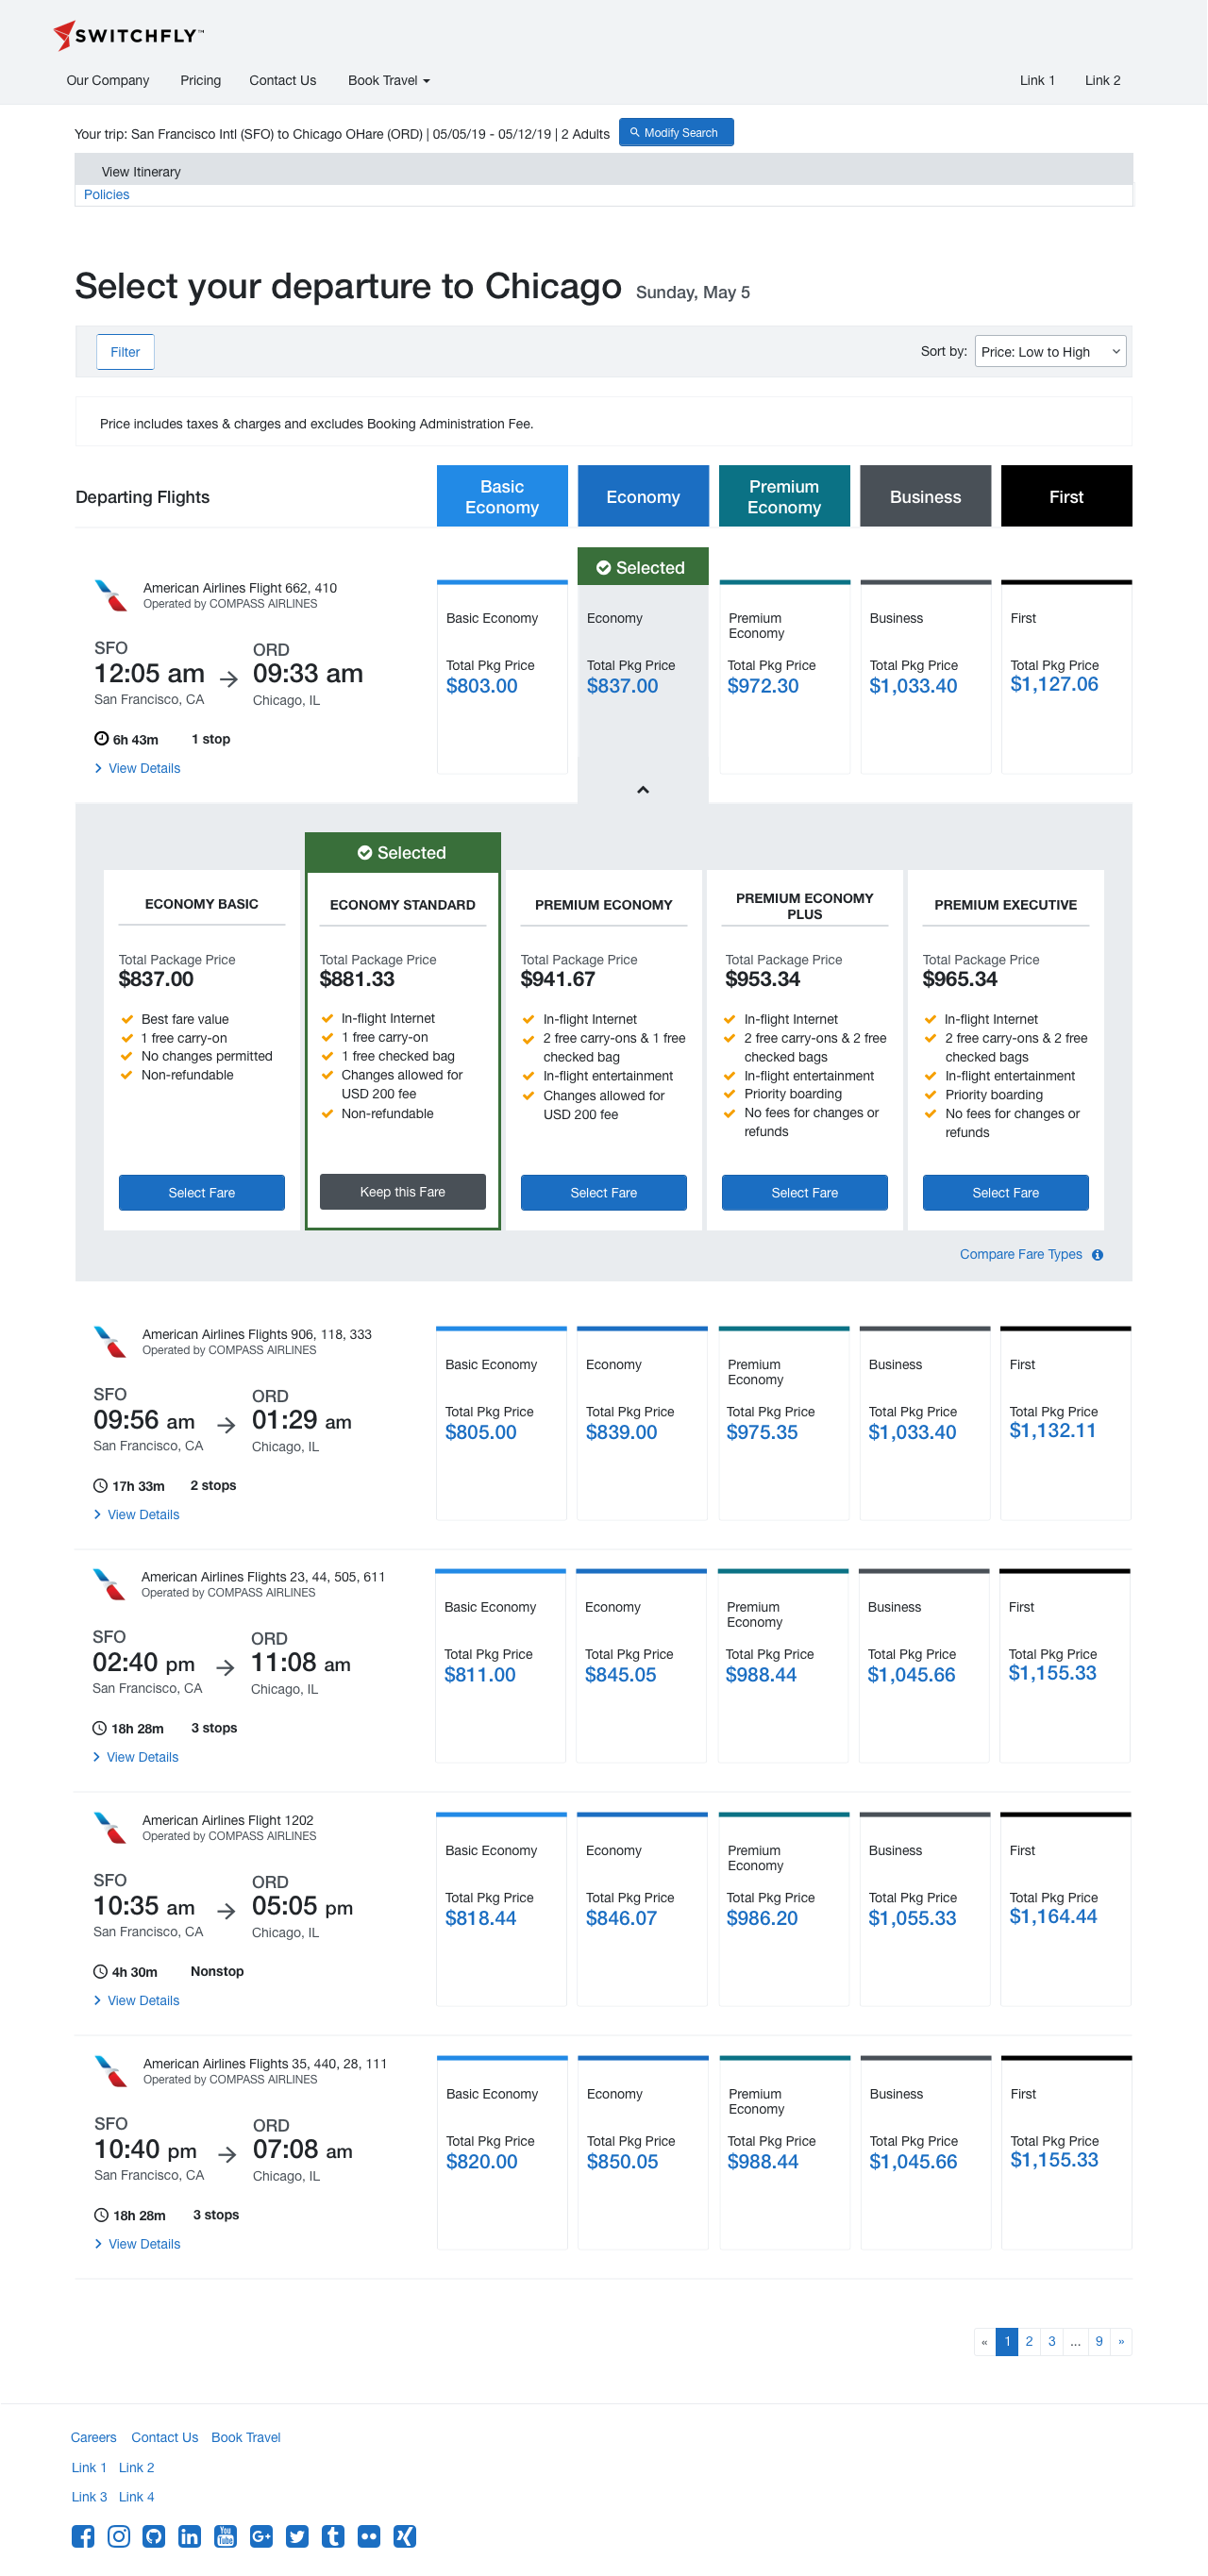 SWITCHFLY™
Our Company Pricing Contact Us Book Travel Link 1 Link 2
Your trip: San Francisco Intl (SFO) to Chicago OHare (ORD) | 05/05/19 - 05/12/19 | 2 Adults Modify Search
View Itinerary
Policies
Select your departure to Chicago Sunday, May 5
Filter Sort by: Price: Low to High
Price includes taxes & charges and excludes Booking Administration Fee.
Departing Flights
Basic
Economy
Economy
Premium
Economy
Business
First
American Airlines Flight 662, 410
Operated by COMPASS AIRLINES
SFO
12:05 am
San Francisco, CA
ORD
09:33 am
Chicago, IL
6h 43m 1 stop
View Details
Basic Economy
Total Pkg Price
$803.00
Selected
Economy
Total Pkg Price
$837.00
Premium
Economy
Total Pkg Price
$972.30
Business
Total Pkg Price
$1,033.40
First
Total Pkg Price
$1,127.06
ECONOMY BASIC
Total Package Price
$837.00
Best fare value
1 free carry-on
No changes permitted
Non-refundable
Select Fare
Selected
ECONOMY STANDARD
Total Package Price
$881.33
In-flight Internet
1 free carry-on
1 free checked bag
Changes allowed for
USD 200 fee
Non-refundable
Keep this Fare
PREMIUM ECONOMY
Total Package Price
$941.67
In-flight Internet
2 free carry-ons & 1 free
checked bag
In-flight entertainment
Changes allowed for
USD 200 fee
Select Fare
PREMIUM ECONOMY
PLUS
Total Package Price
$953.34
In-flight Internet
2 free carry-ons & 2 free
checked bags
In-flight entertainment
Priority boarding
No fees for changes or
refunds
Select Fare
PREMIUM EXECUTIVE
Total Package Price
$965.34
In-flight Internet
2 free carry-ons & 2 free
checked bags
In-flight entertainment
Priority boarding
No fees for changes or
refunds
Select Fare
Compare Fare Types
American Airlines Flights 906, 118, 333
Operated by COMPASS AIRLINES
SFO
09:56 am
San Francisco, CA
ORD
01:29 am
Chicago, IL
17h 33m 2 stops
View Details
Basic Economy
Total Pkg Price
$805.00
Economy
Total Pkg Price
$839.00
Premium
Economy
Total Pkg Price
$975.35
Business
Total Pkg Price
$1,033.40
First
Total Pkg Price
$1,132.11
American Airlines Flights 23, 44, 505, 611
Operated by COMPASS AIRLINES
SFO
02:40 pm
San Francisco, CA
ORD
11:08 am
Chicago, IL
18h 28m 3 stops
View Details
Basic Economy
Total Pkg Price
$811.00
Economy
Total Pkg Price
$845.05
Premium
Economy
Total Pkg Price
$988.44
Business
Total Pkg Price
$1,045.66
First
Total Pkg Price
$1,155.33
American Airlines Flight 1202
Operated by COMPASS AIRLINES
SFO
10:35 am
San Francisco, CA
ORD
05:05 pm
Chicago, IL
4h 30m Nonstop
View Details
Basic Economy
Total Pkg Price
$818.44
Economy
Total Pkg Price
$846.07
Premium
Economy
Total Pkg Price
$986.20
Business
Total Pkg Price
$1,055.33
First
Total Pkg Price
$1,164.44
American Airlines Flights 35, 440, 28, 111
Operated by COMPASS AIRLINES
SFO
10:40 pm
San Francisco, CA
ORD
07:08 am
Chicago, IL
18h 28m 3 stops
View Details
Basic Economy
Total Pkg Price
$820.00
Economy
Total Pkg Price
$850.05
Premium
Economy
Total Pkg Price
$988.44
Business
Total Pkg Price
$1,045.66
First
Total Pkg Price
$1,155.33
« 1 2 3 ... 9 »
Careers Contact Us Book Travel
Link 1 Link 2
Link 3 Link 4
You
Tube